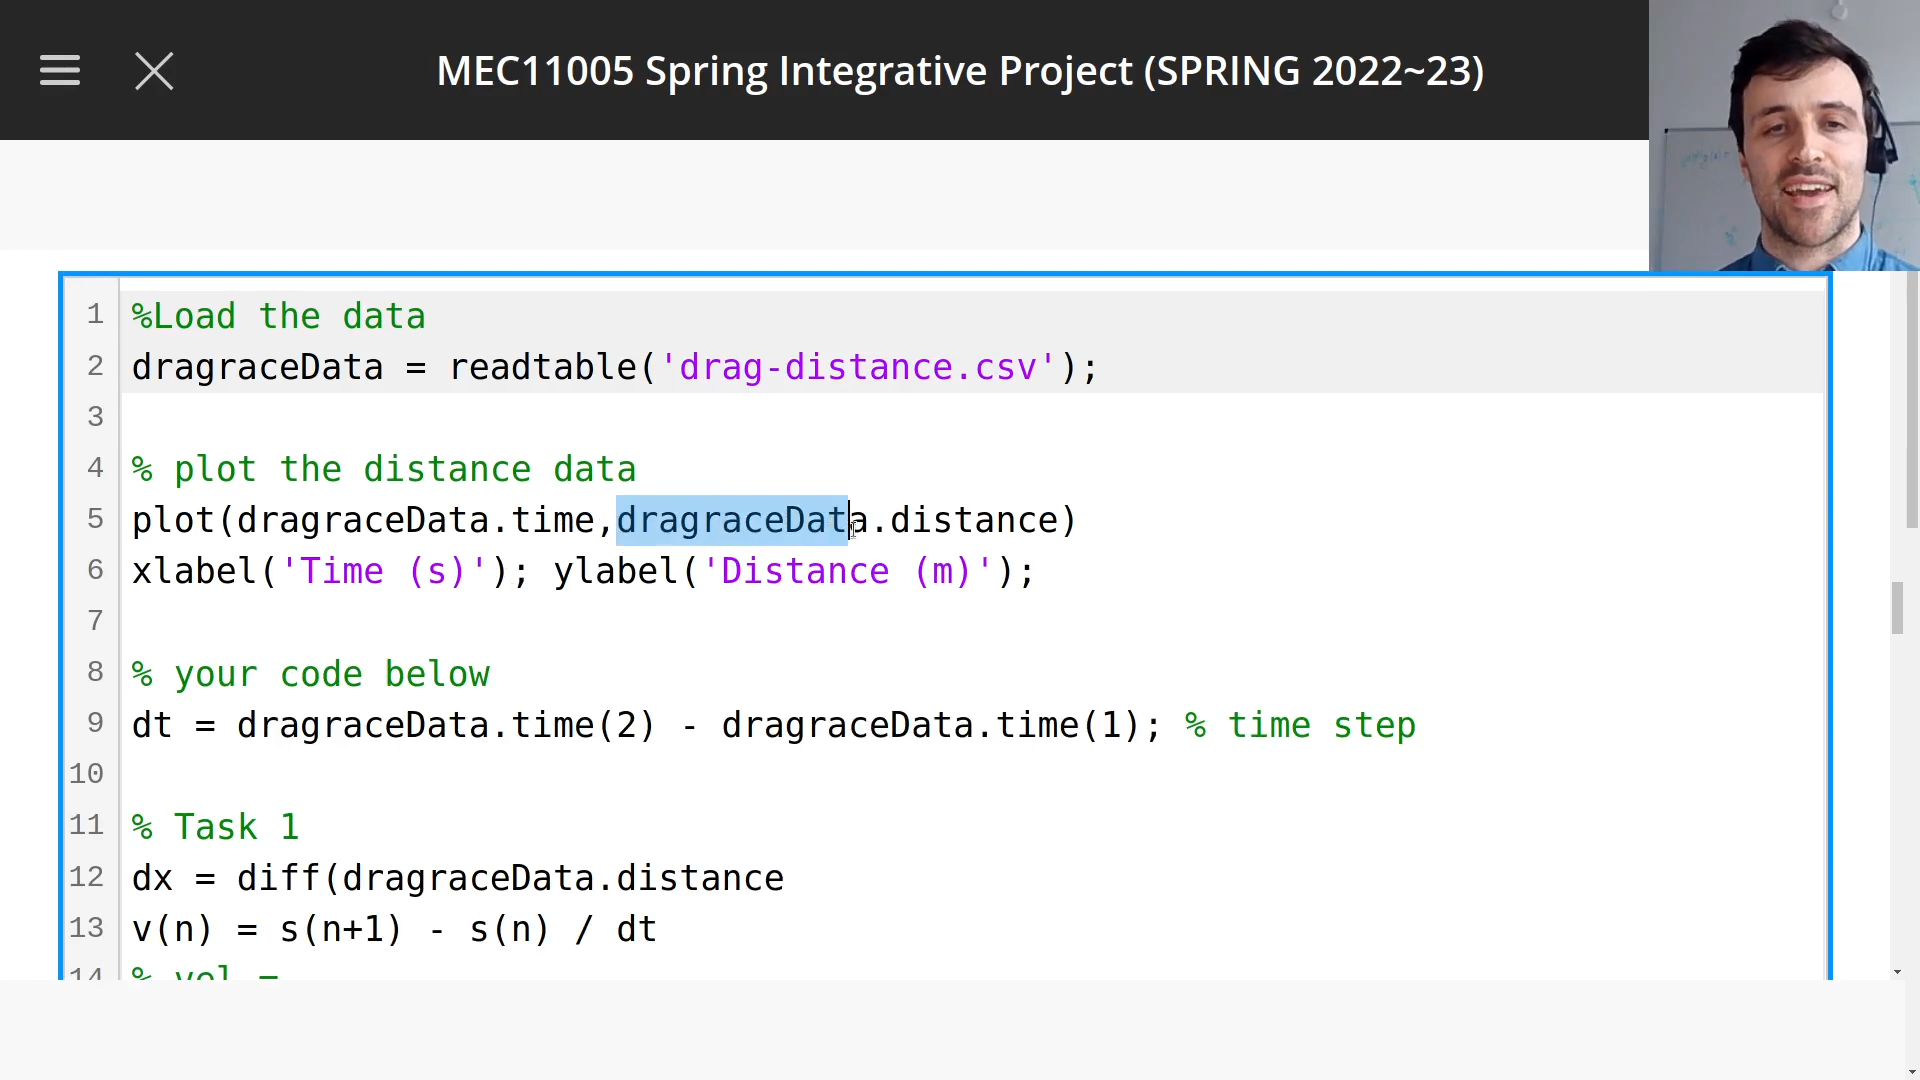 MEC11005 Spring Integrative Project (SPRING 2022~23)
1 %Load the data
2 dragraceData = readtable('drag-distance.csv');
3
4 % plot the distance data
5 plot(dragraceData.time,dragraceData.distance)
6 xlabel('Time (s)'); ylabel('Distance (m)');
7
8 % your code below
9 dt = dragraceData.time(2) - dragraceData.time(1); % time step
10
11 % Task 1
12 dx = diff(dragraceData.distance
13 v(n) = s(n+1) - s(n) / dt
14 % vel =